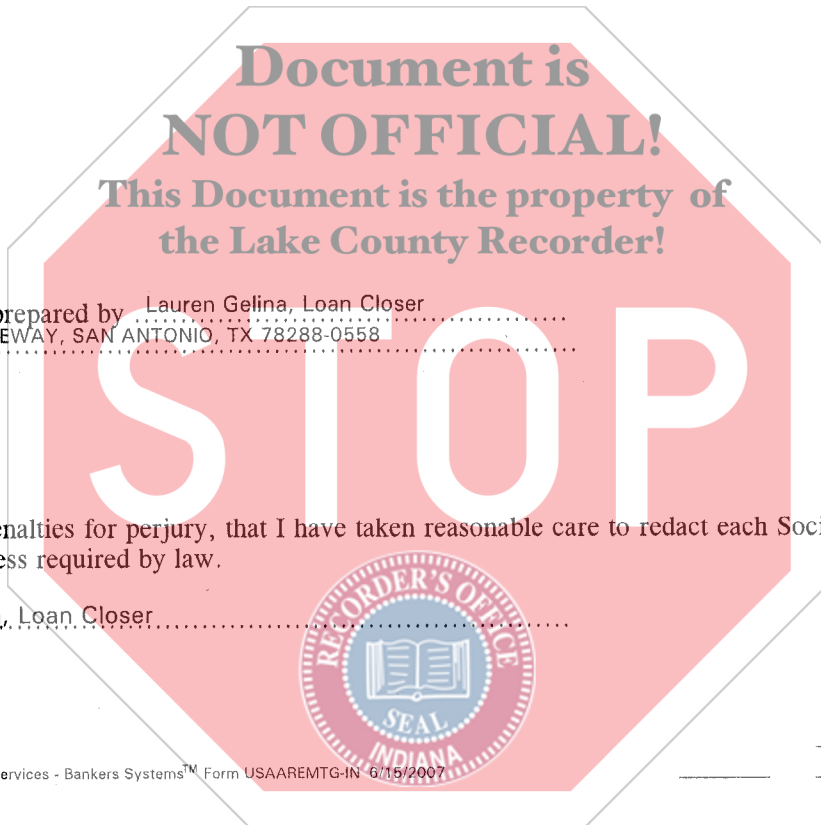 Document is
NOT OFFICIAL!
This Document is the property of
the Lake County Recorder!
prepared by Lauren Gelina, Loan Closer
EWAY, SAN ANTONIO, TX 78288-0558
STOP
enalties for perjury, that I have taken reasonable care to redact each Soci
ess required by law.
, Loan Closer
RECORDER'S OFFICE
SEAL
INDIANA
ervices - Bankers Systems™ Form USAAREMTG-IN 6/15/2007